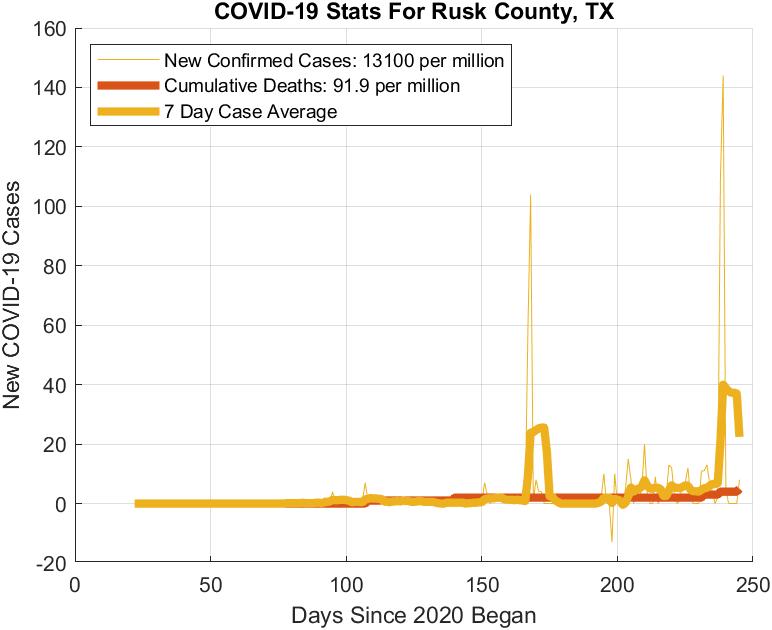 COVID-19 Stats For Rusk County, TX
160
140
120
100
80
60
40
20
0
-20
New Confirmed Cases: 13100 per million
Cumulative Deaths: 91.9 per million
7 Day Case Average
New COVID-19 Cases
0 50 100 150 200 250
Days Since 2020 Began